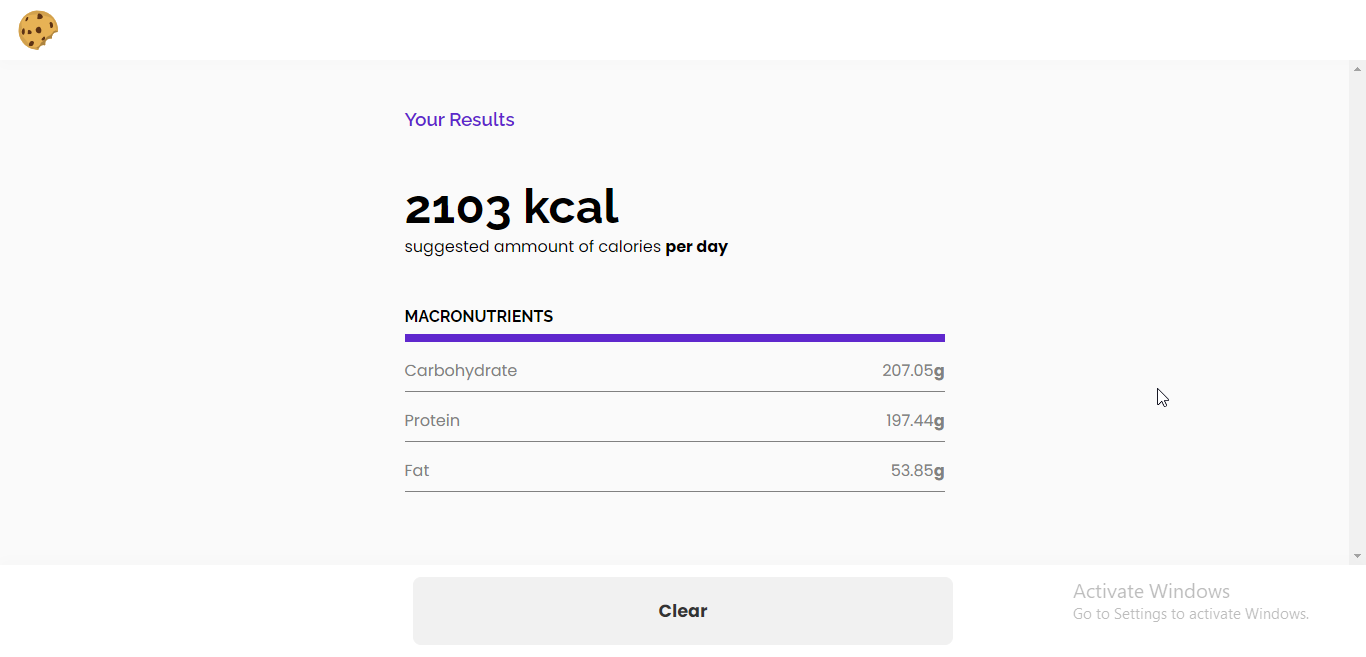 Your Results
2103 kcal
suggested ammount of calories per day
MACRONUTRIENTS
Carbohydrate 207.05g
Protein 197.44g
Fat 53.85g
Clear
Activate Windows
Go to Settings to activate Windows.